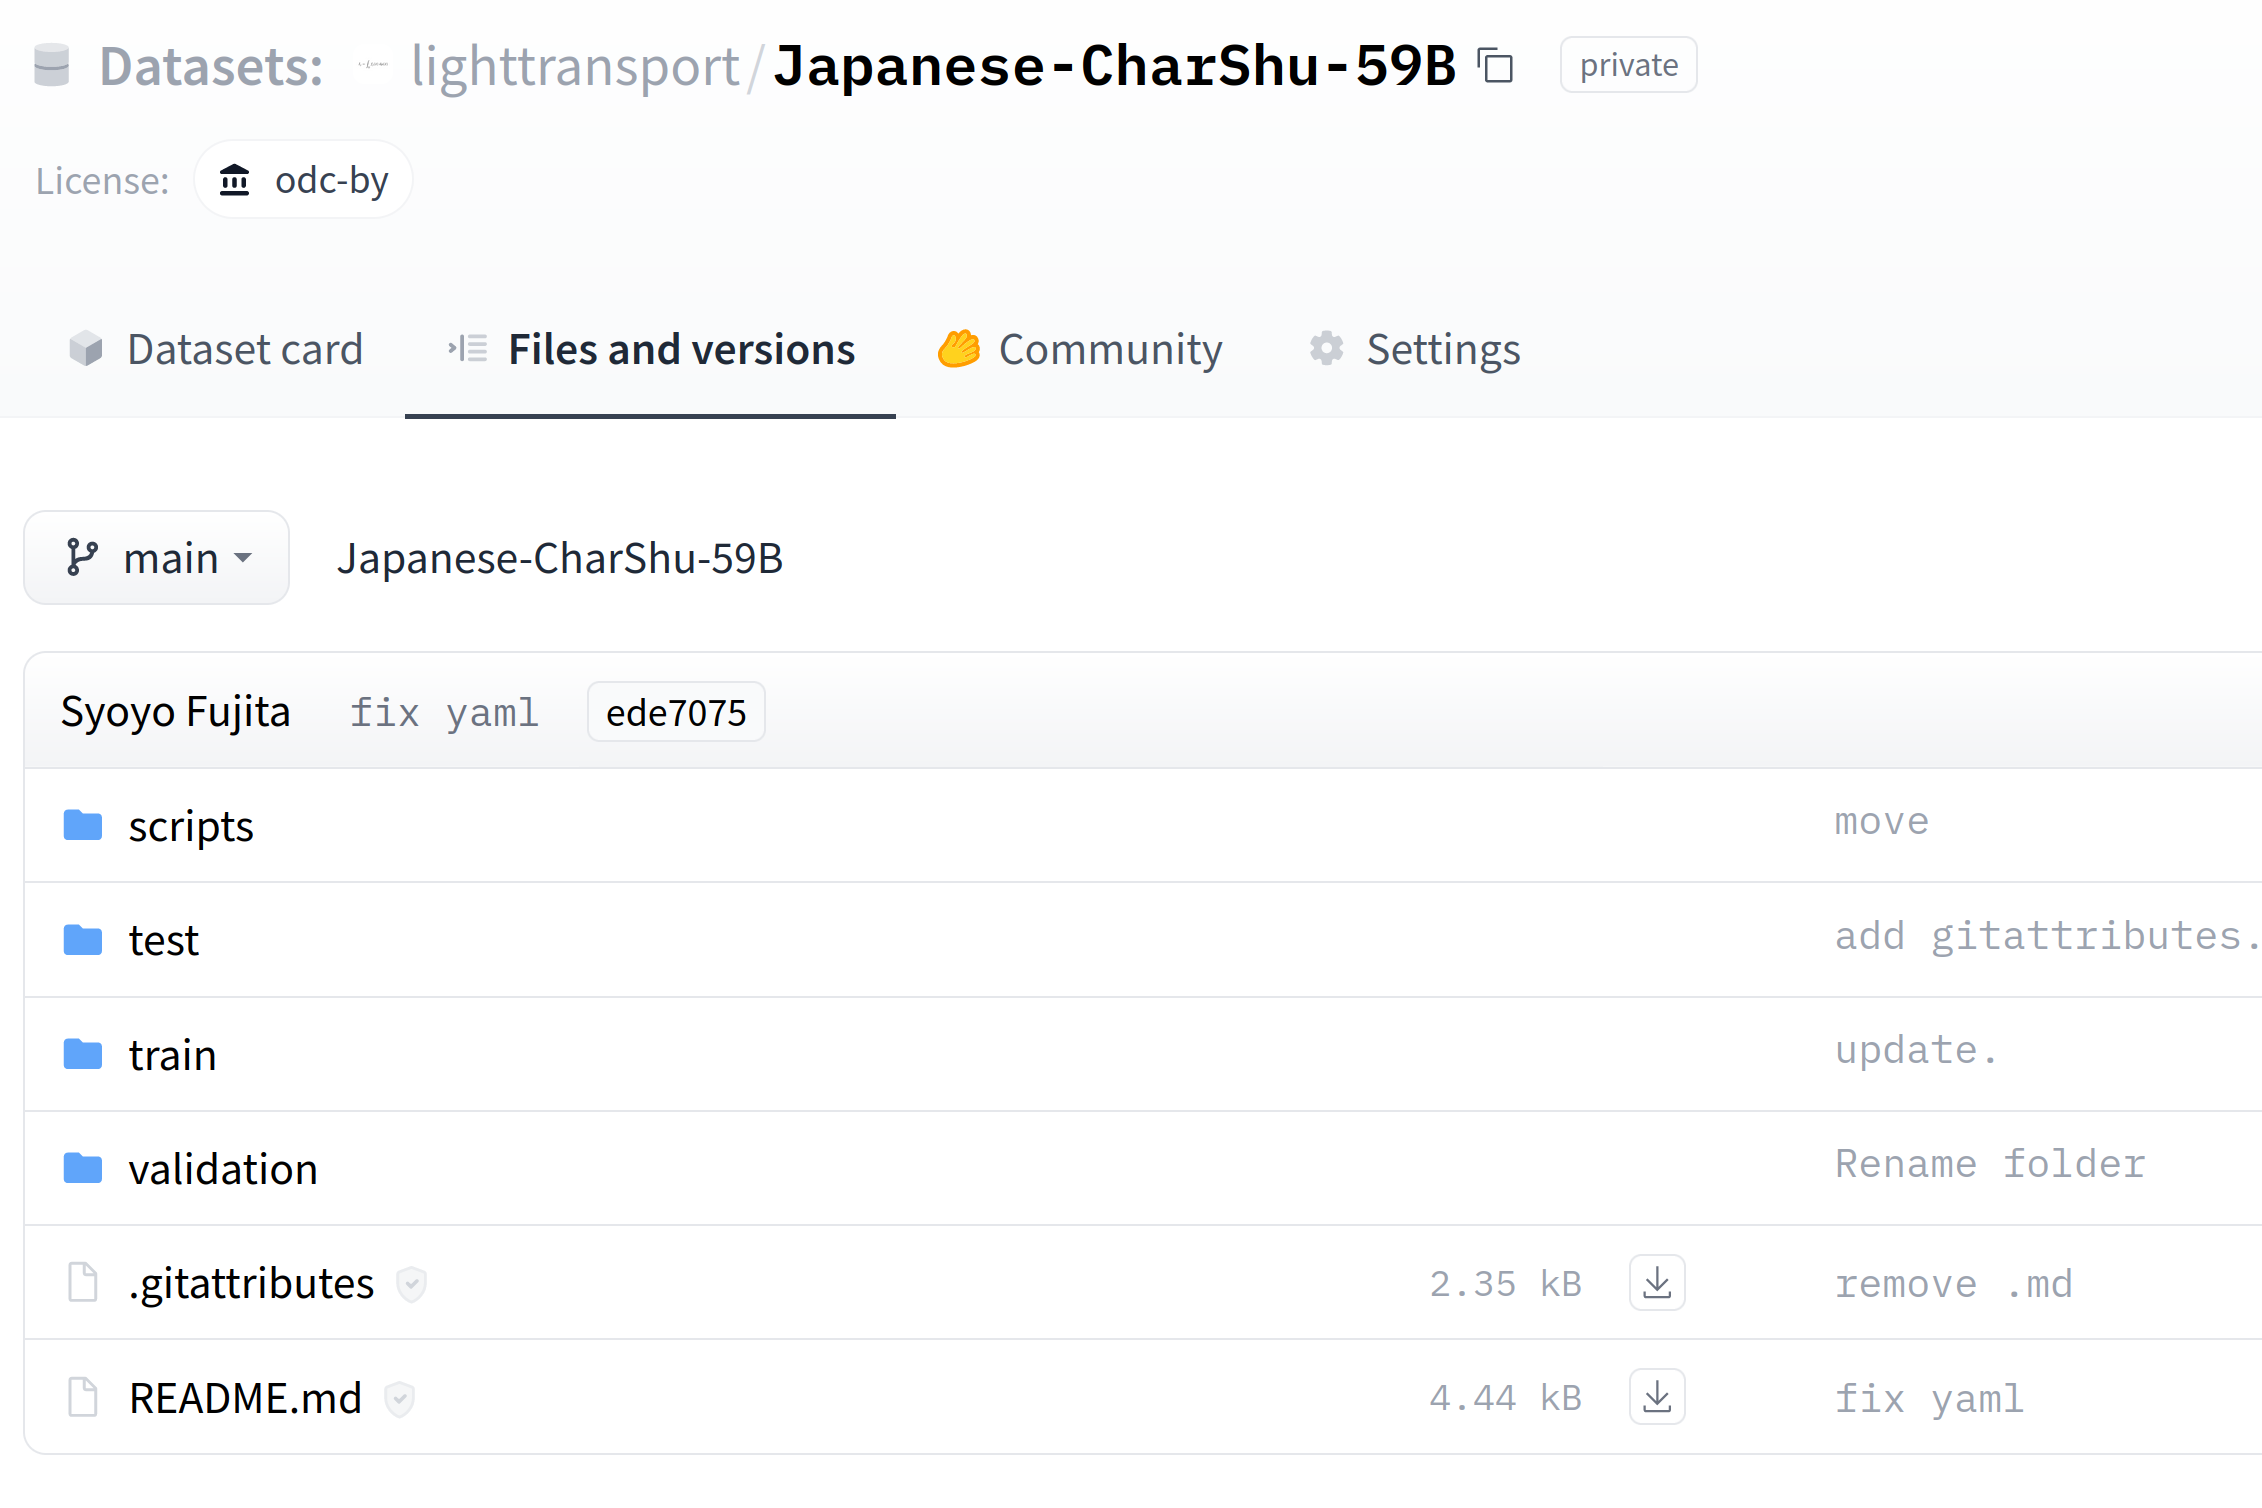 Datasets: lighttransport/Japanese-CharShu-59B private
License: odc-by
Dataset card Files and versions Community Settings
main Japanese-CharShu-59B
Syoyo Fujita fix yaml ede7075
scripts move
test add gitattributes.
train update.
validation Rename folder
.gitattributes 2.35 kB remove .md
README.md 4.44 kB fix yaml